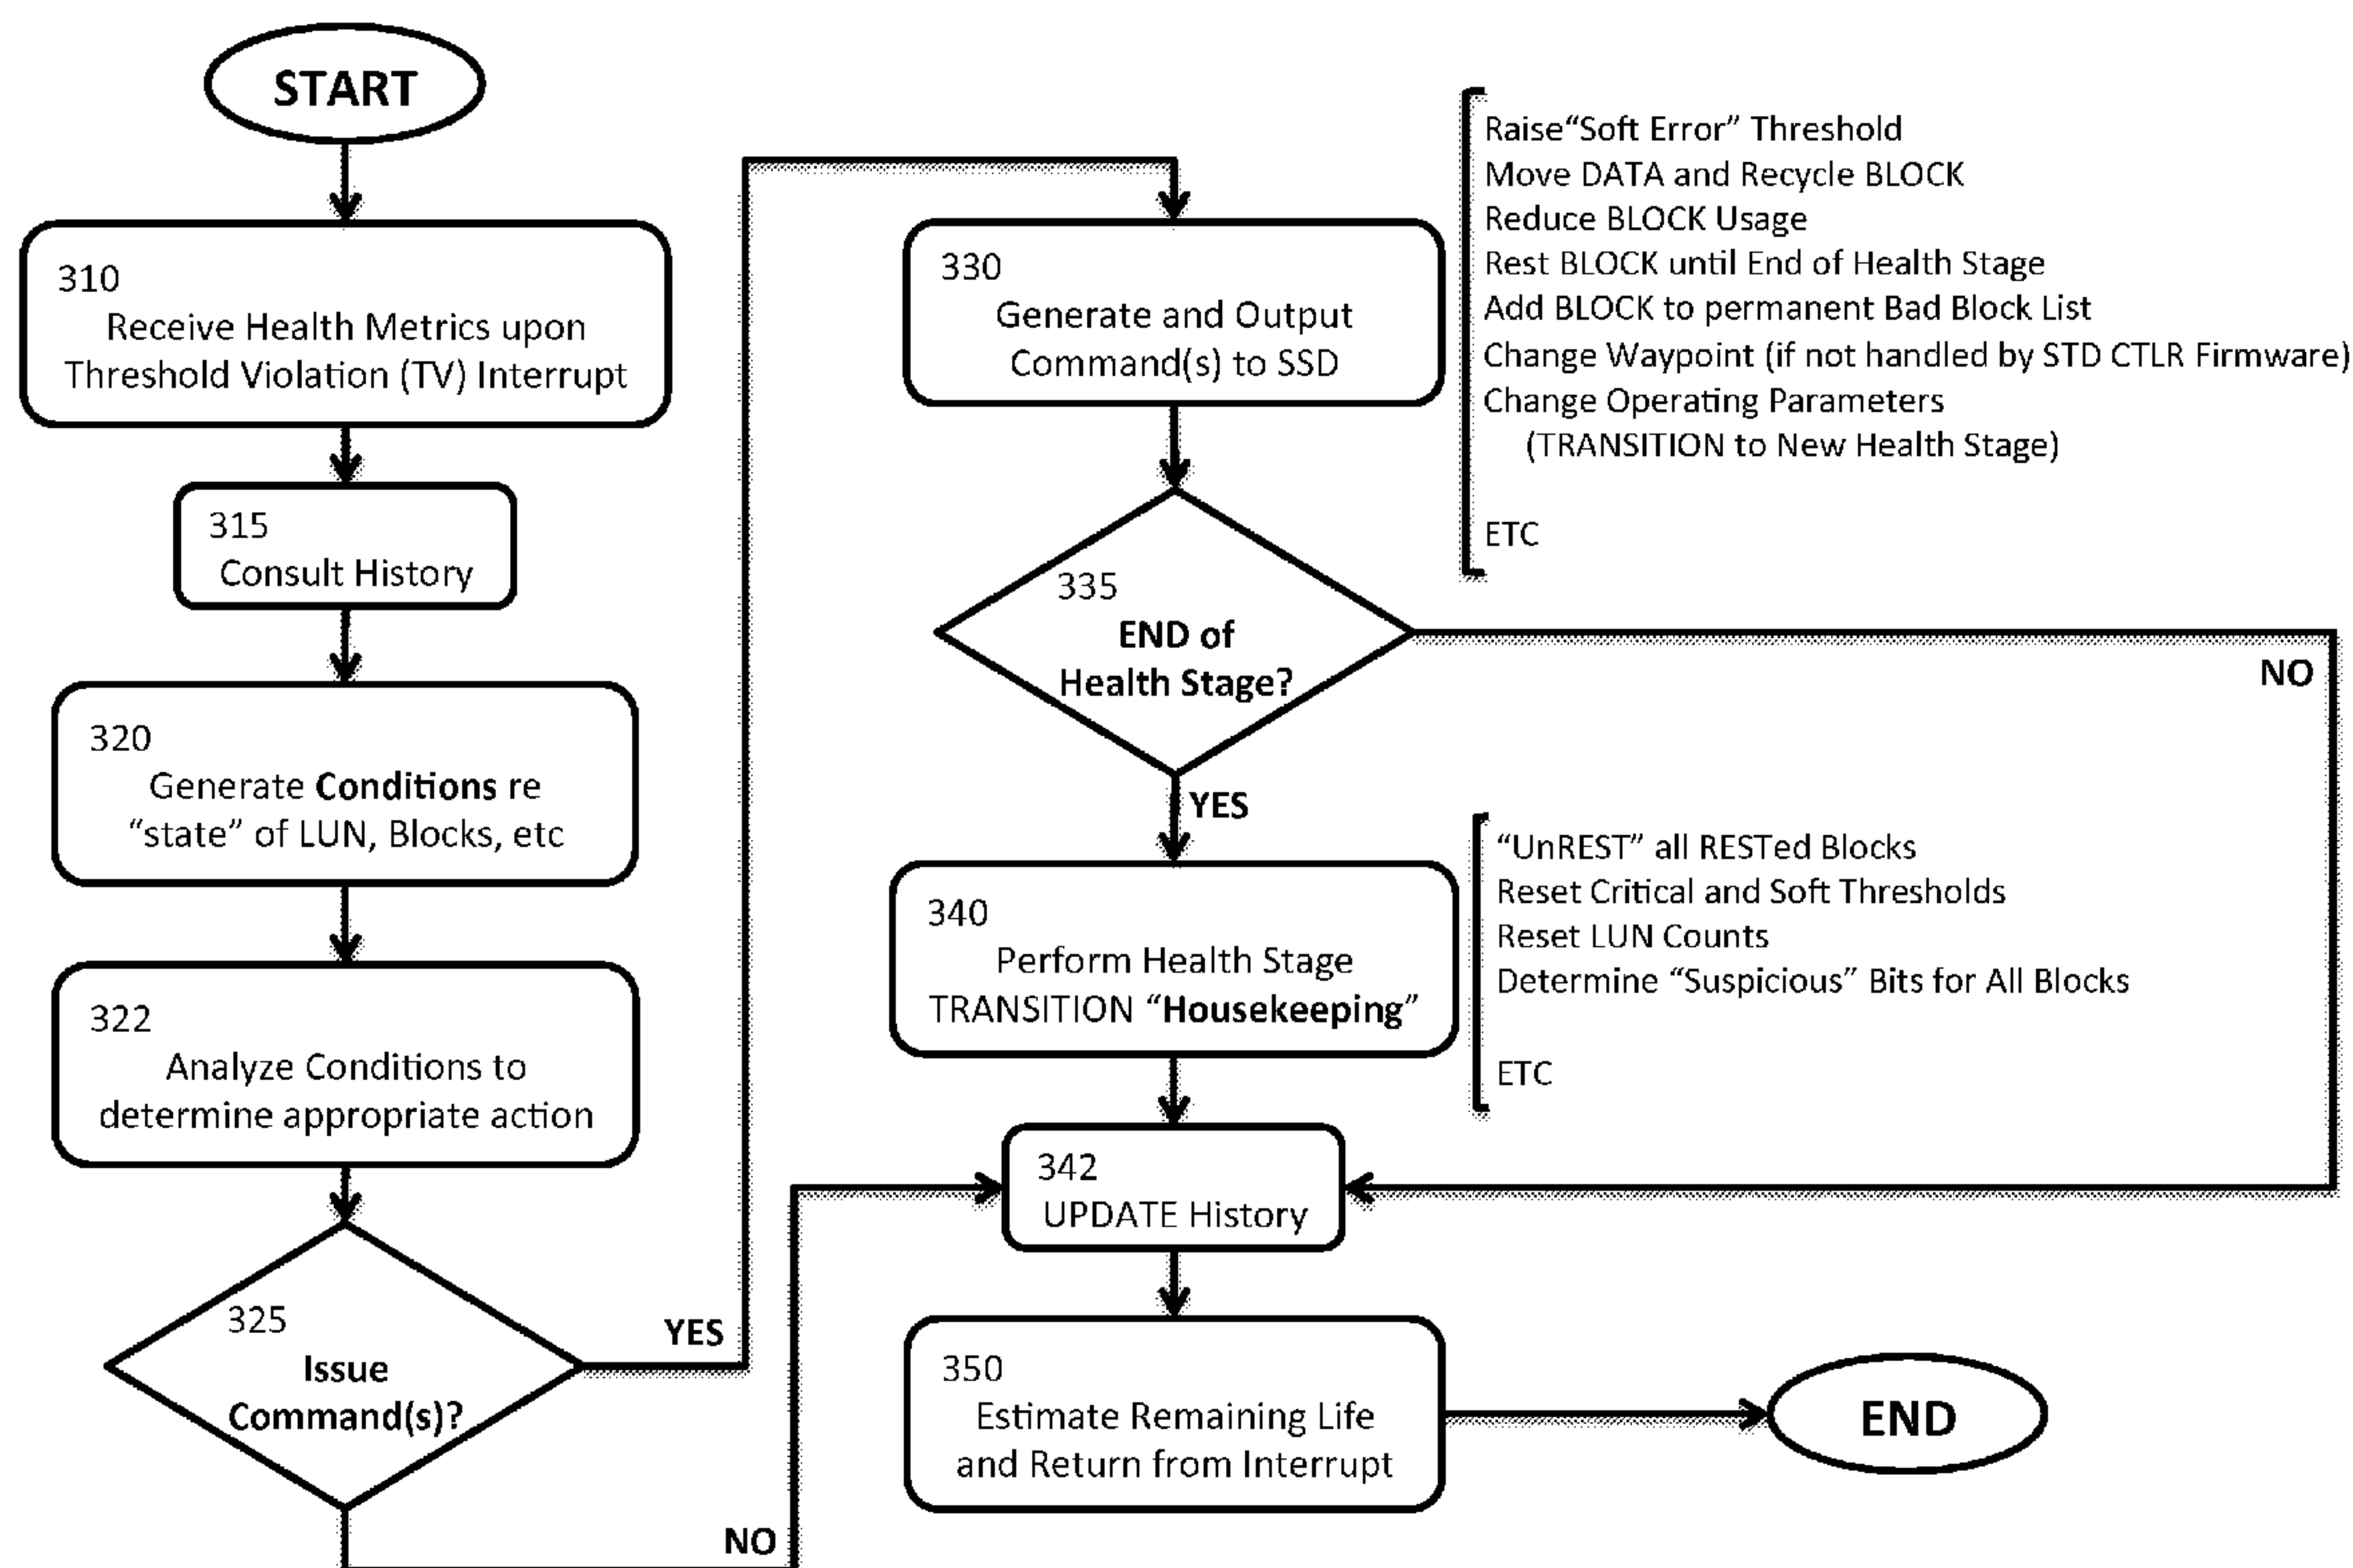 START
310
Receive Health Metrics upon
Threshold Violation (TV) Interrupt
315
Consult History
320
Generate Conditions re
“state” of LUN, Blocks, etc
322
Analyze Conditions to
determine appropriate action
325
Issue
Command(s)?
YES
NO
330
Generate and Output
Command(s) to SSD
Raise“Soft Error” Threshold
Move DATA and Recycle BLOCK
Reduce BLOCK Usage
Rest BLOCK until End of Health Stage
Add BLOCK to permanent Bad Block List
Change Waypoint (if not handled by STD CTLR Firmware)
Change Operating Parameters
(TRANSITION to New Health Stage)
ETC
335
END of
Health Stage?
NO
YES
340
Perform Health Stage
TRANSITION “Housekeeping”
“UnREST” all RESTed Blocks
Reset Critical and Soft Thresholds
Reset LUN Counts
Determine “Suspicious” Bits for All Blocks
ETC
342
UPDATE History
350
Estimate Remaining Life
and Return from Interrupt
END